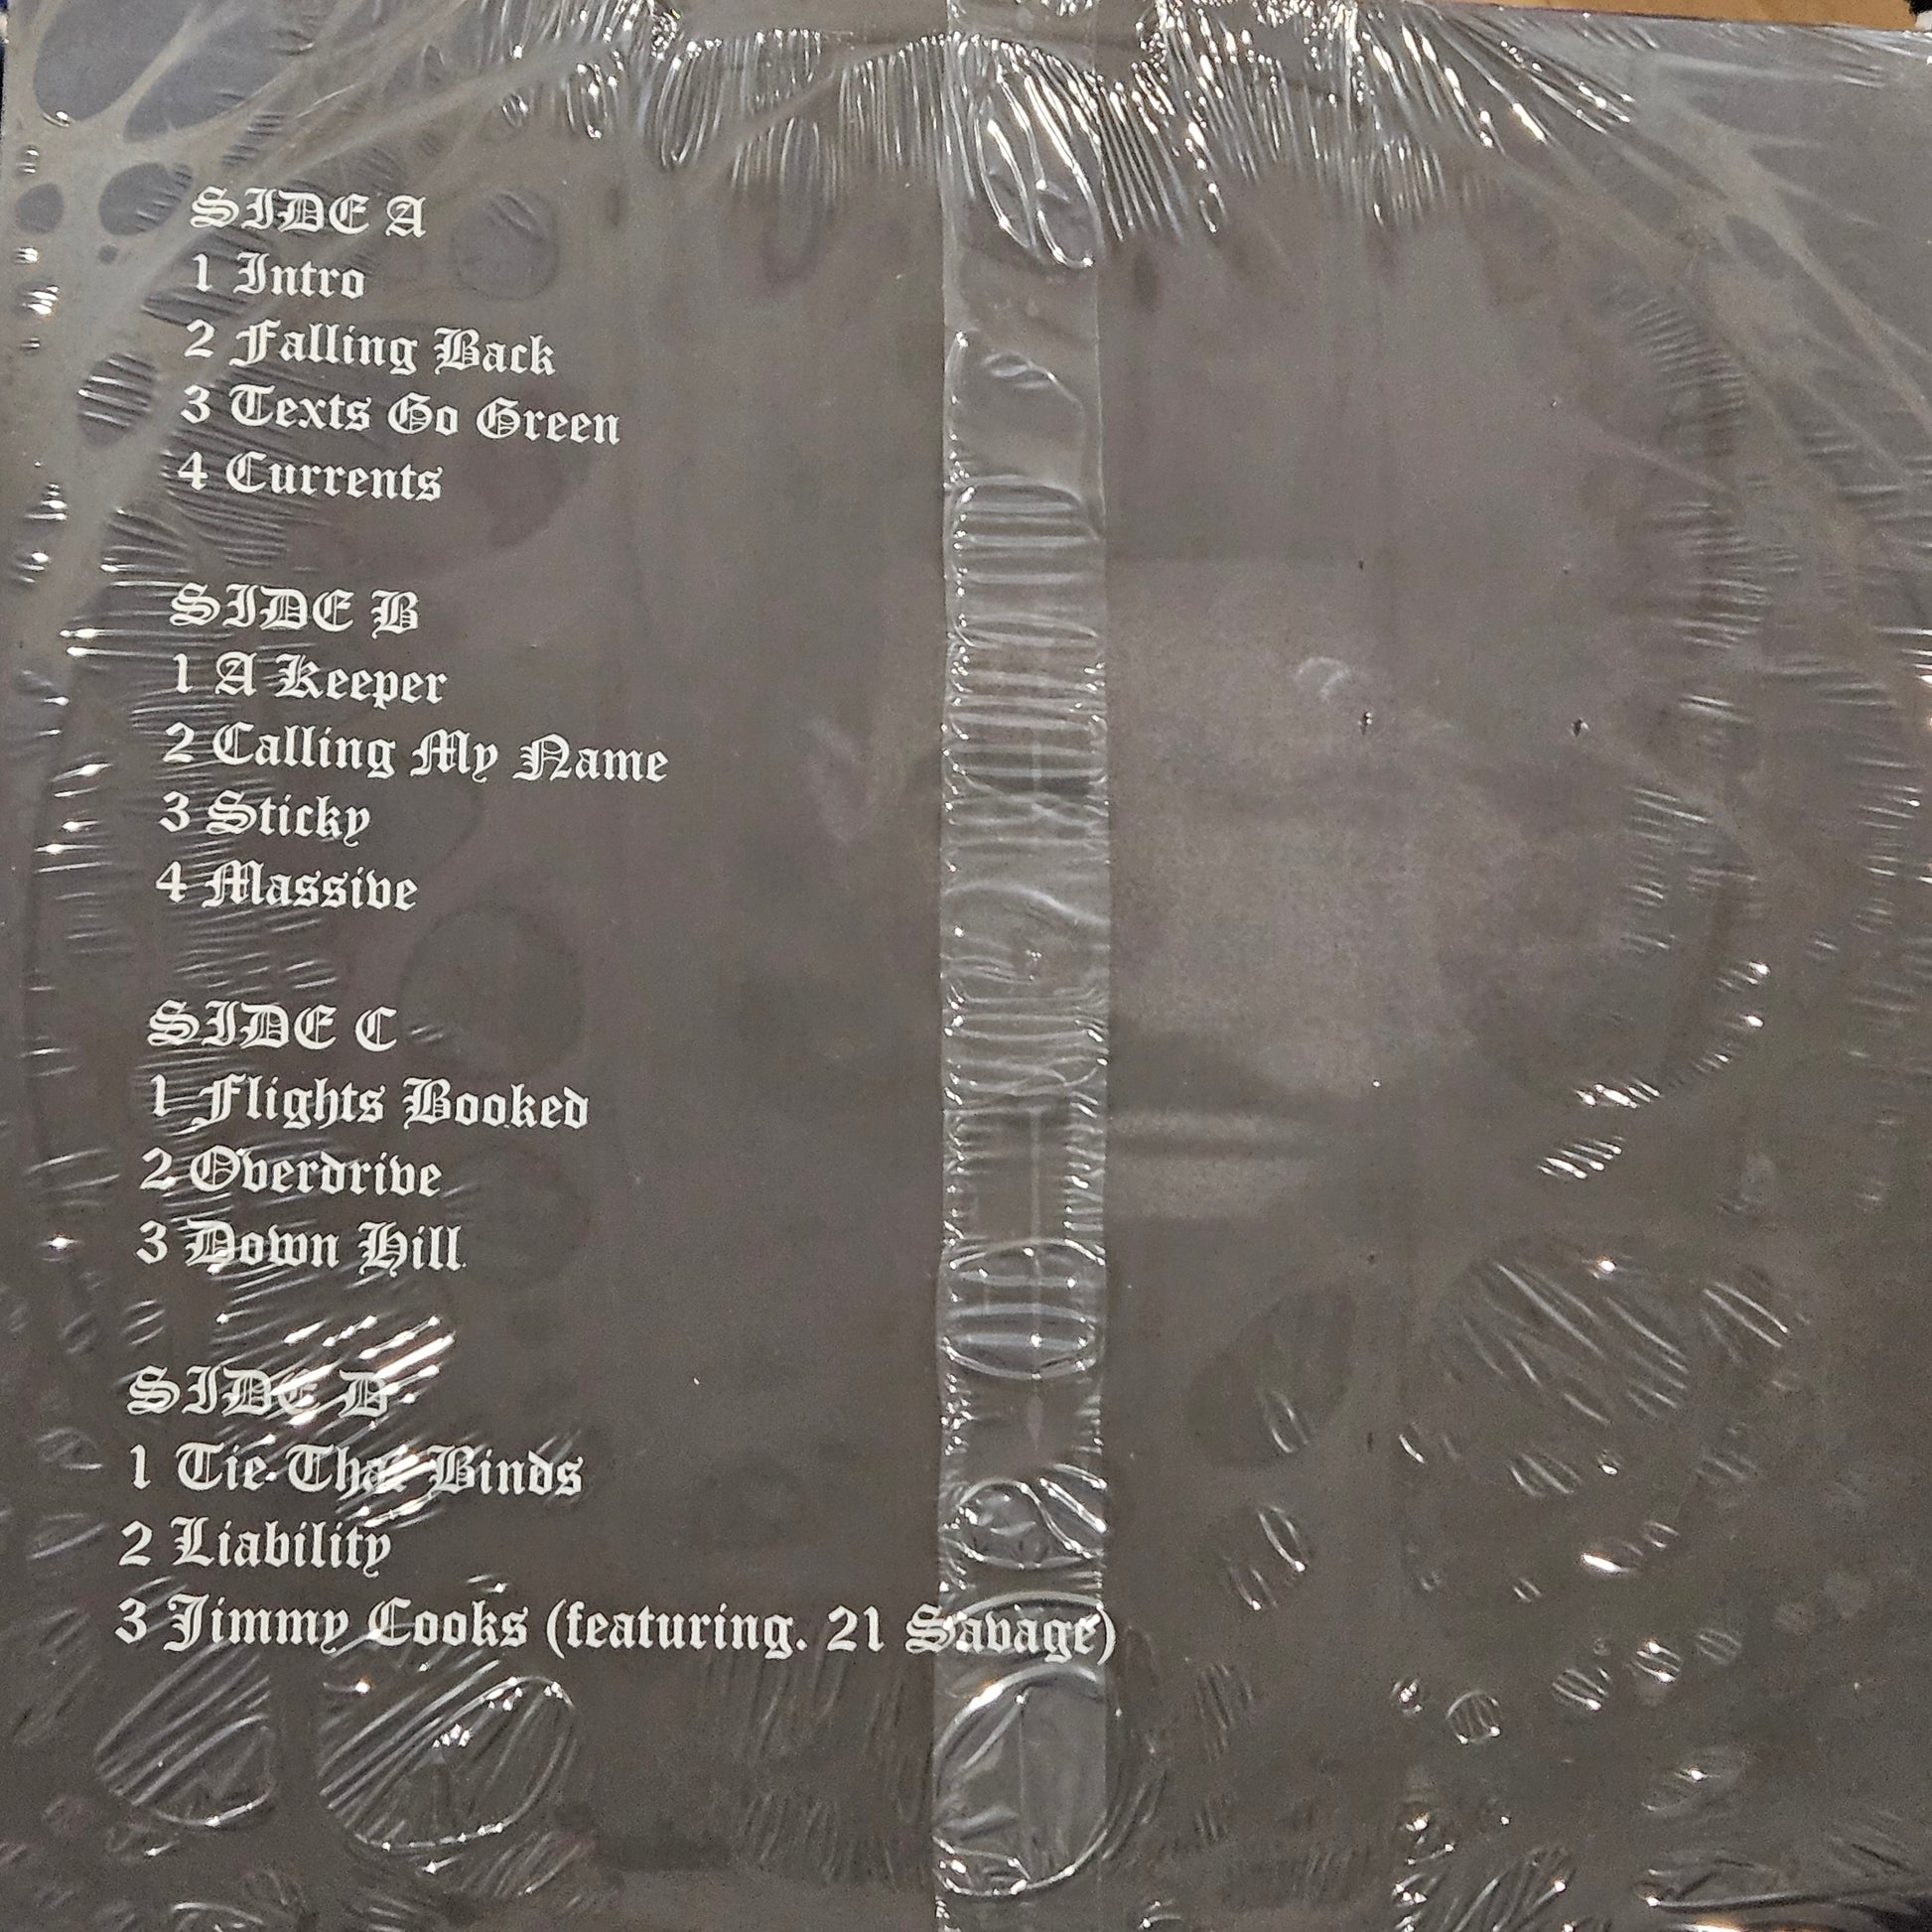 SIDE A
1 Intro
2 Falling Back
3 Texts Go Green
4 Currents
SIDE B
1 A Keeper
2 Calling My Name
3 Sticky
4 Massive
SIDE C
1 Flights Booked
2 Overdrive
3 Down Hill
SIDE D
1 Tie That Binds
2 Liability
3 Jimmy Cooks (featuring. 21 Savage)